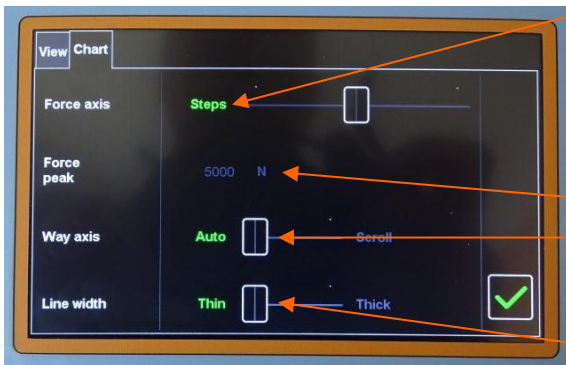 View Chart
Force axis Steps
Force
peak
5000 N
Way axis Auto Scroll
Line width Thin Thick